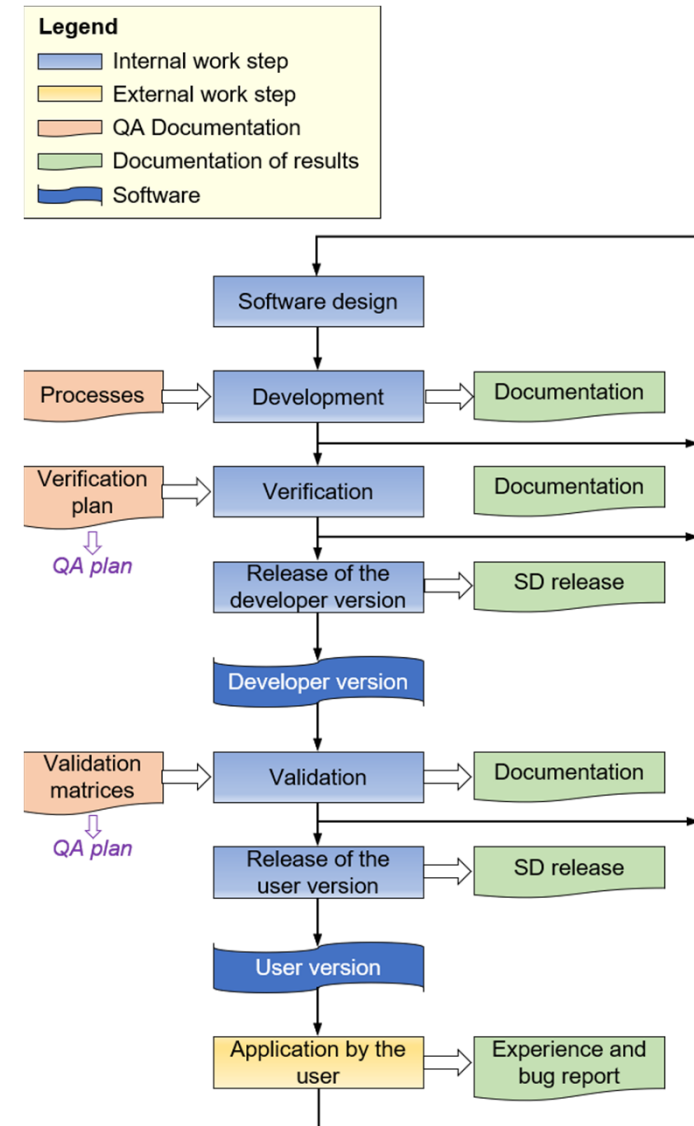 Legend
Internal work step
External work step
QA Documentation
Documentation of results
Software
Software design
Processes
Development
Documentation
Verification
plan
Verification
Documentation
QA plan
Release of the
developer version
SD release
Developer version
Validation
matrices
Validation
Documentation
QA plan
Release of the
user version
SD release
User version
Application by the
user
Experience and
bug report